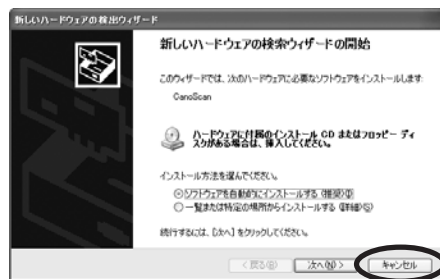 新しいハードウェアの検出ウィザード
新しいハードウェアの検索ウィザードの開始
このウィザードでは、次のハードウェアに必要なソフトウェアをインストールします:
CanoScan
ハードウェアに付属のインストール CD またはフロッピー ディ
スクがある場合は、挿入してください。
インストール方法を選んでください。
ソフトウェアを自動的にインストールする (推奨)(I)
一覧または特定の場所からインストールする (詳細)(S)
続行するには、[次へ] をクリックしてください。
< 戻る(B) 次へ(N) > キャンセル